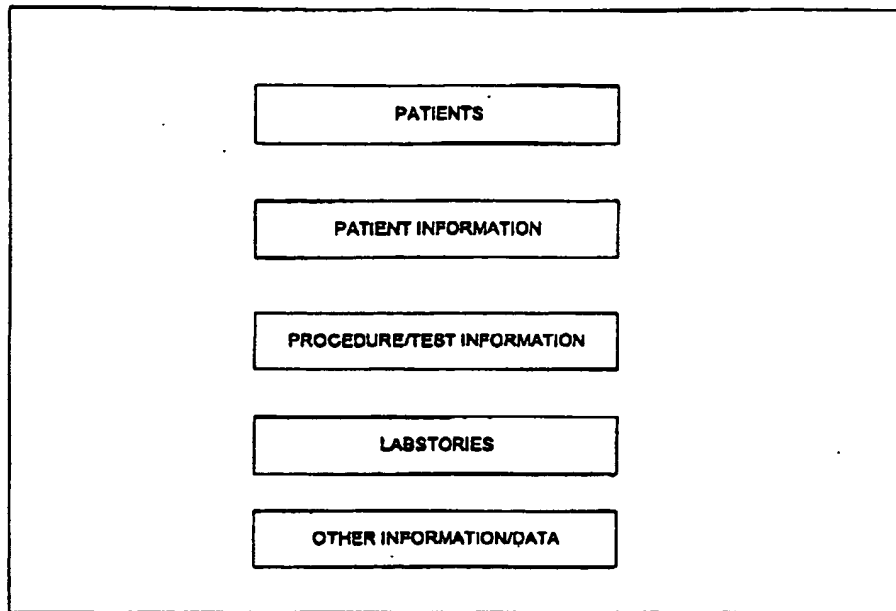 PATIENTS
PATIENT INFORMATION
PROCEDURE/TEST INFORMATION
LABSTORIES
OTHER INFORMATION/DATA